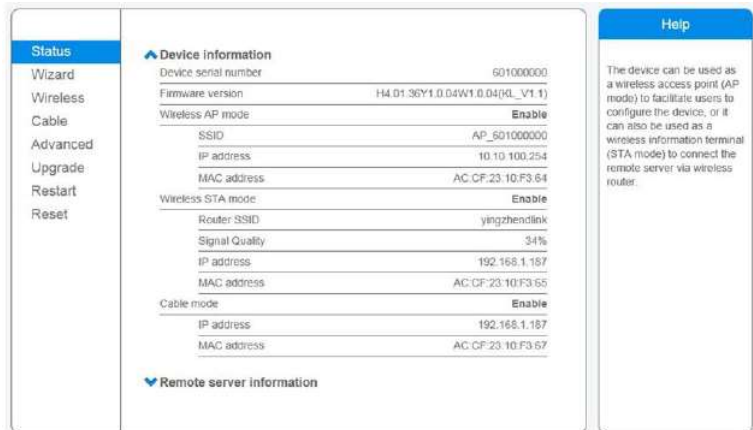 Status
Wizard
Wireless
Cable
Advanced
Upgrade
Restart
Reset
Device information
Device serial number 601000000
Firmware version H4.01.36Y1.0.04W1.0.04(KL_V1.1)
Wireless AP mode Enable
SSID AP_601000000
IP address 10.10.100.254
MAC address AC:CF:23:10:F3:64
Wireless STA mode Enable
Router SSID yingzhendlink
Signal Quality 34%
IP address 192.168.1.187
MAC address AC:CF:23:10:F3:65
Cable mode Enable
IP address 192.168.1.187
MAC address AC:CF:23:10:F3:67
Remote server information
Help
The device can be used as
a wireless access point (AP
mode) to facilitate users to
configure the device, or it
can also be used as a
wireless information terminal
(STA mode) to connect the
remote server via wireless
router.